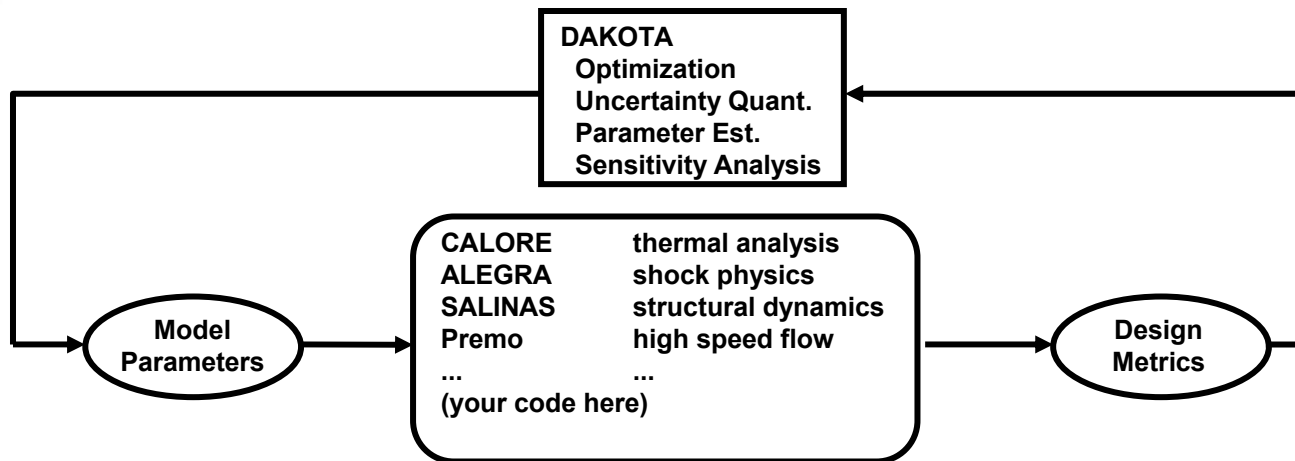 DAKOTA
Optimization
Uncertainty Quant.
Parameter Est.
Sensitivity Analysis
CALORE thermal analysis
ALEGRA shock physics
SALINAS structural dynamics
Premo high speed flow
... ...
(your code here)
Model
Parameters
Design
Metrics